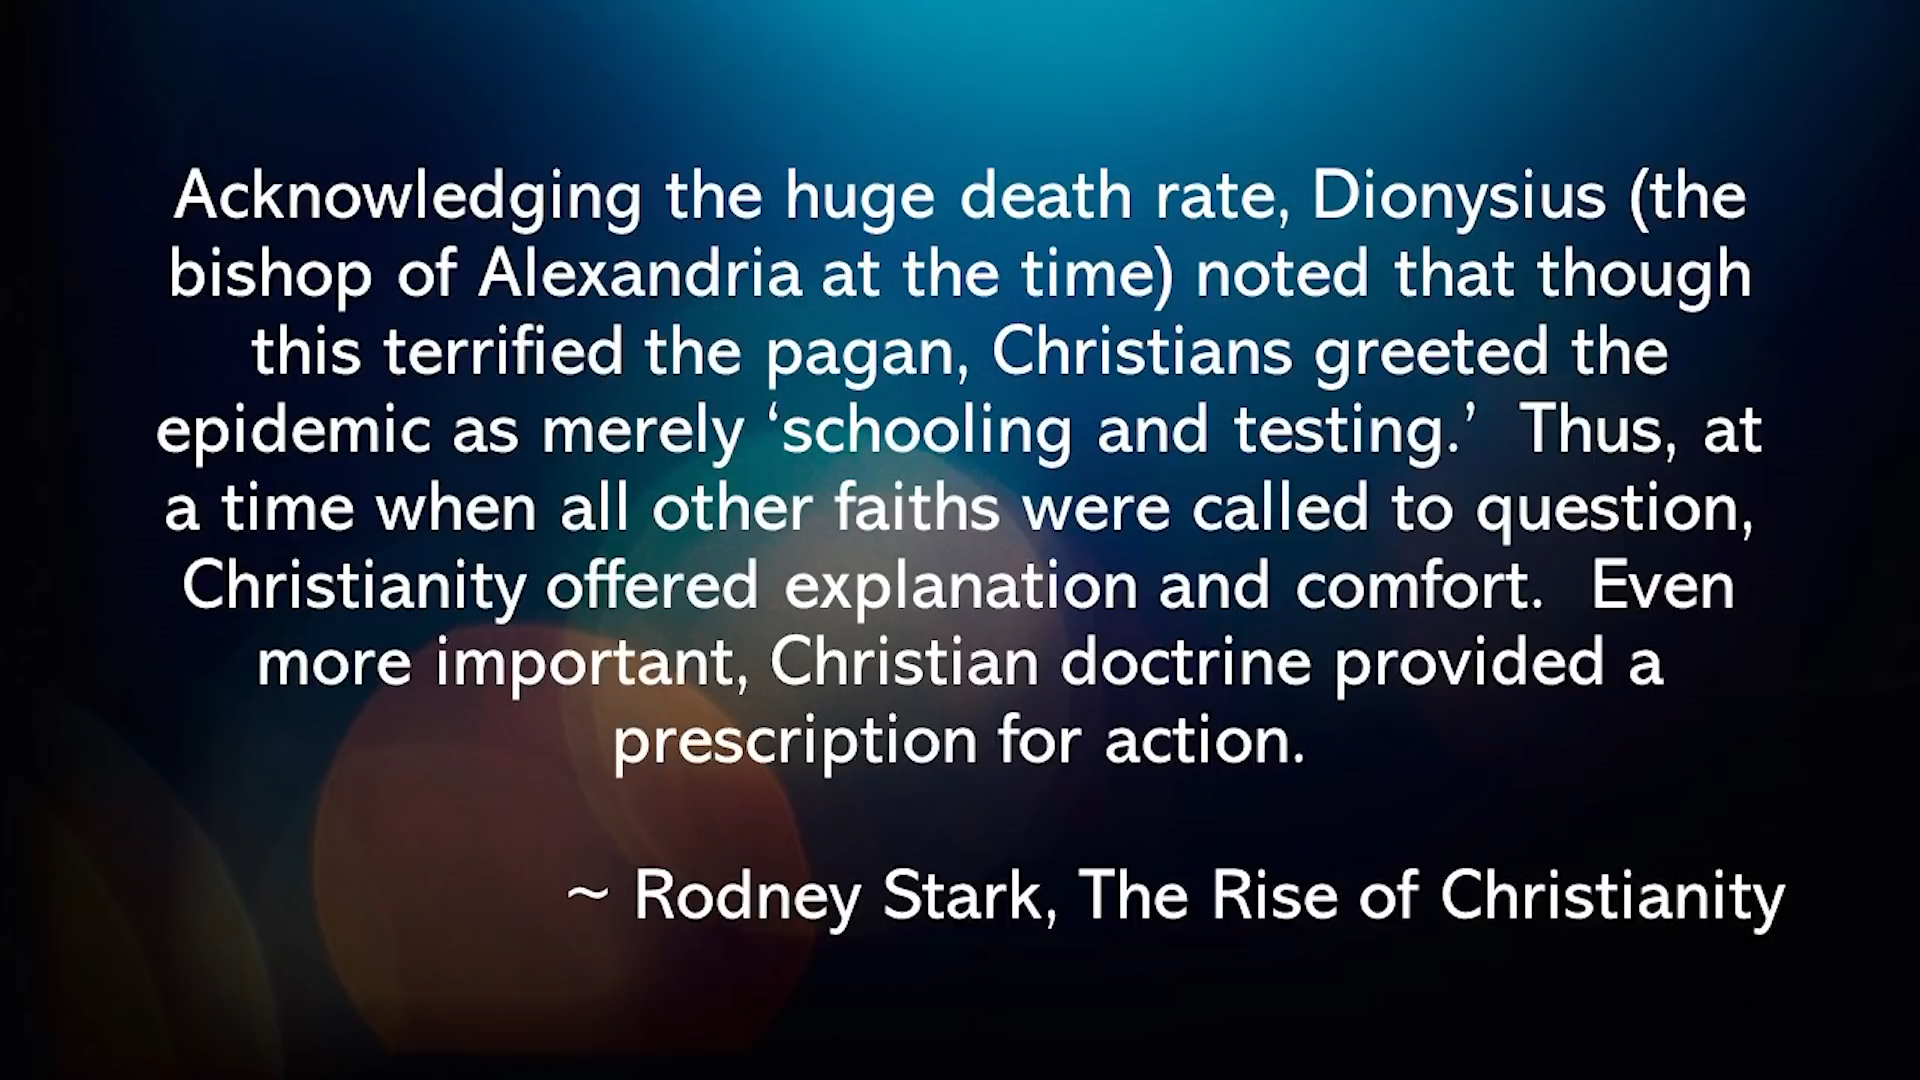 Acknowledging the huge death rate, Dionysius (the
bishop of Alexandria at the time) noted that though
this terrified the pagan, Christians greeted the
epidemic as merely ‘schooling and testing.’  Thus, at
a time when all other faiths were called to question,
Christianity offered explanation and comfort.  Even
more important, Christian doctrine provided a
prescription for action.
~ Rodney Stark, The Rise of Christianity